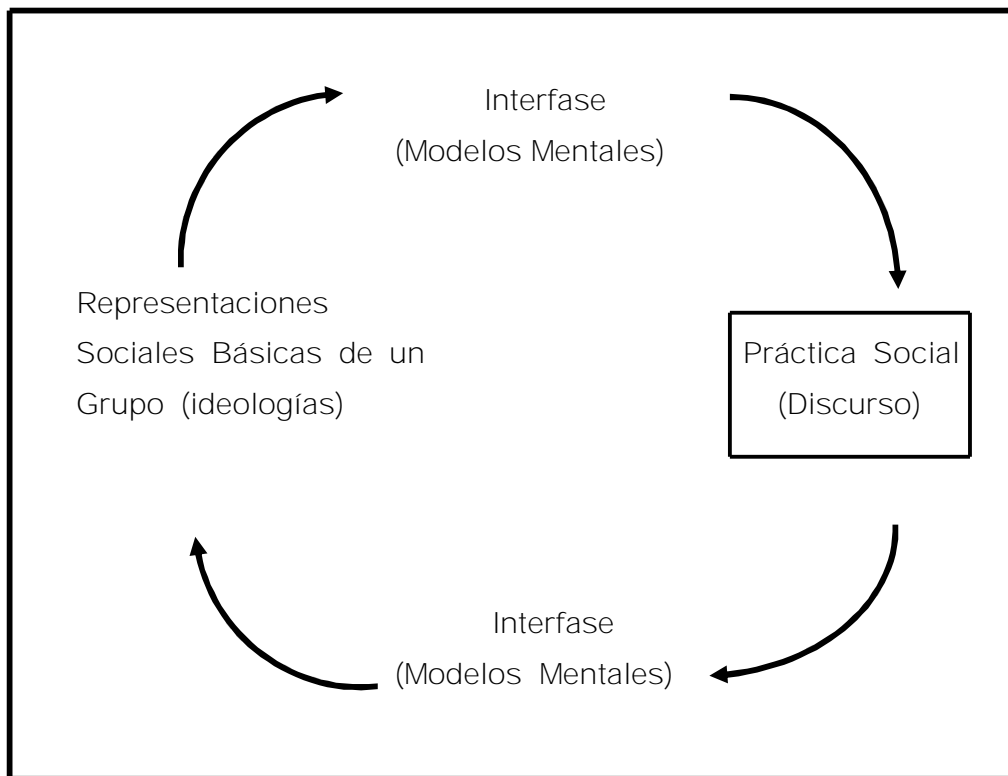 Interfase
(Modelos Mentales)
Representaciones
Sociales Básicas de un
Grupo (ideologías)
Práctica Social
(Discurso)
Interfase
(Modelos Mentales)